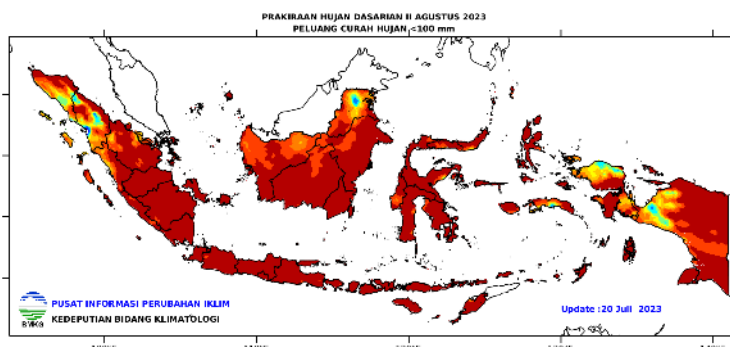 PRAKIRAAN HUJAN DASARIAN II AGUSTUS 2023
PELUANG CURAH HUJAN <100 mm
PUSAT INFORMASI PERUBAHAN IKLIM
KEDEPUTIAN BIDANG KLIMATOLOGI
BMKG
Update :20 Juli 2023